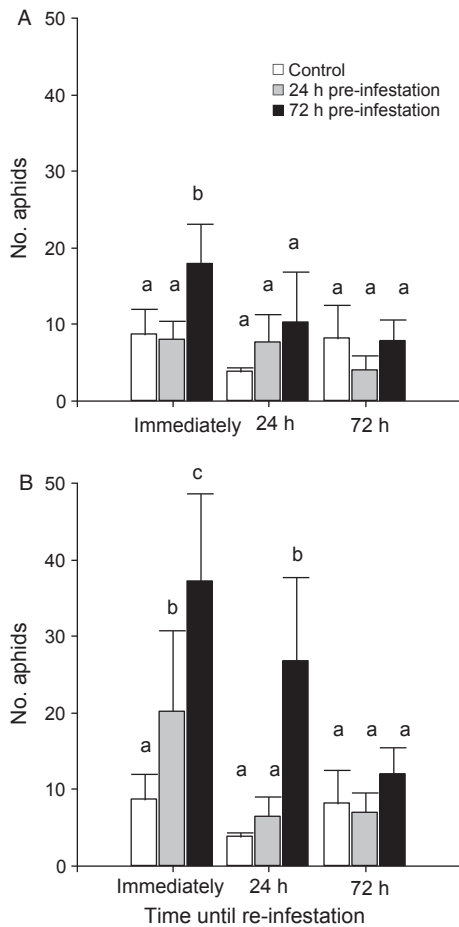 A
50
40
30
20
10
0
No. aphids
Control
24 h pre-infestation
72 h pre-infestation
a a b
a a a
a a a
Immediately 24 h 72 h
B
50
40
30
20
10
0
No. aphids
a b c
a a b
a a a
Immediately 24 h 72 h
Time until re-infestation